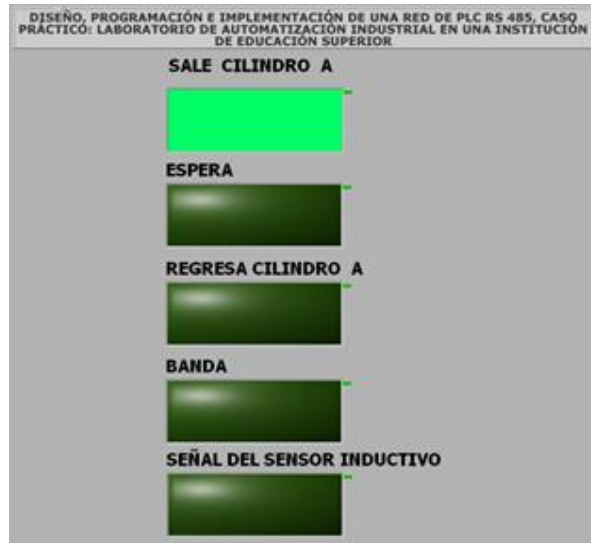 DISEÑO, PROGRAMACIÓN E IMPLEMENTACIÓN DE UNA RED DE PLC RS 485, CASO
PRÁCTICO: LABORATORIO DE AUTOMATIZACIÓN INDUSTRIAL EN UNA INSTITUCIÓN
DE EDUCACIÓN SUPERIOR
SALE CILINDRO A
ESPERA
REGRESA CILINDRO A
BANDA
SEÑAL DEL SENSOR INDUCTIVO